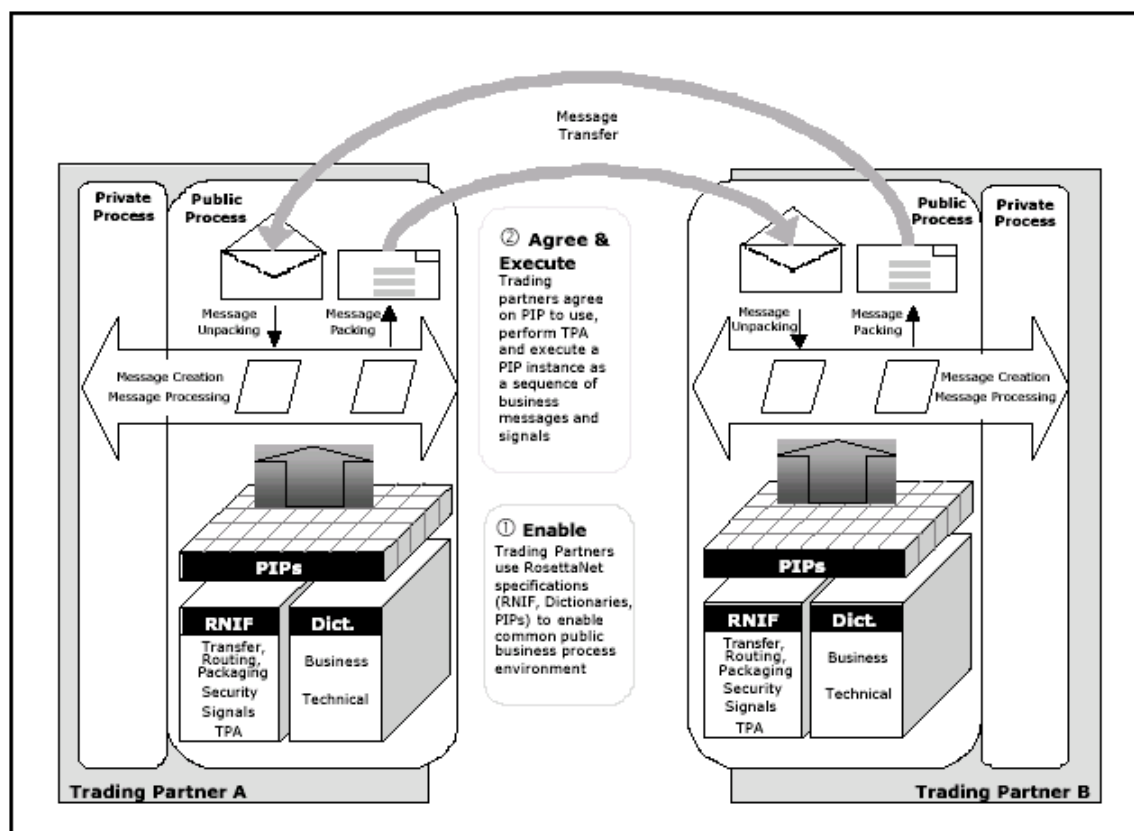 Message
Transfer
Private
Process
Public
Process
Message
Unpacking
Message
Packing
Message Creation
Message Processing
PIPs
RNIF
Transfer,
Routing,
Packaging
Security
Signals
TPA
Dict.
Business
Technical
Trading Partner A
② Agree &
Execute
Trading
partners agree
on PIP to use,
perform TPA
and execute a
PIP instance as
a sequence of
business
messages and
signals
① Enable
Trading Partners
use RosettaNet
specifications
(RNIF, Dictionaries,
PIPs) to enable
common public
business process
environment
Public
Process
Private
Process
Message
Unpacking
Message
Packing
Message Creation
Message Processing
PIPs
RNIF
Transfer,
Routing,
Packaging
Security
Signals
TPA
Dict.
Business
Technical
Trading Partner B